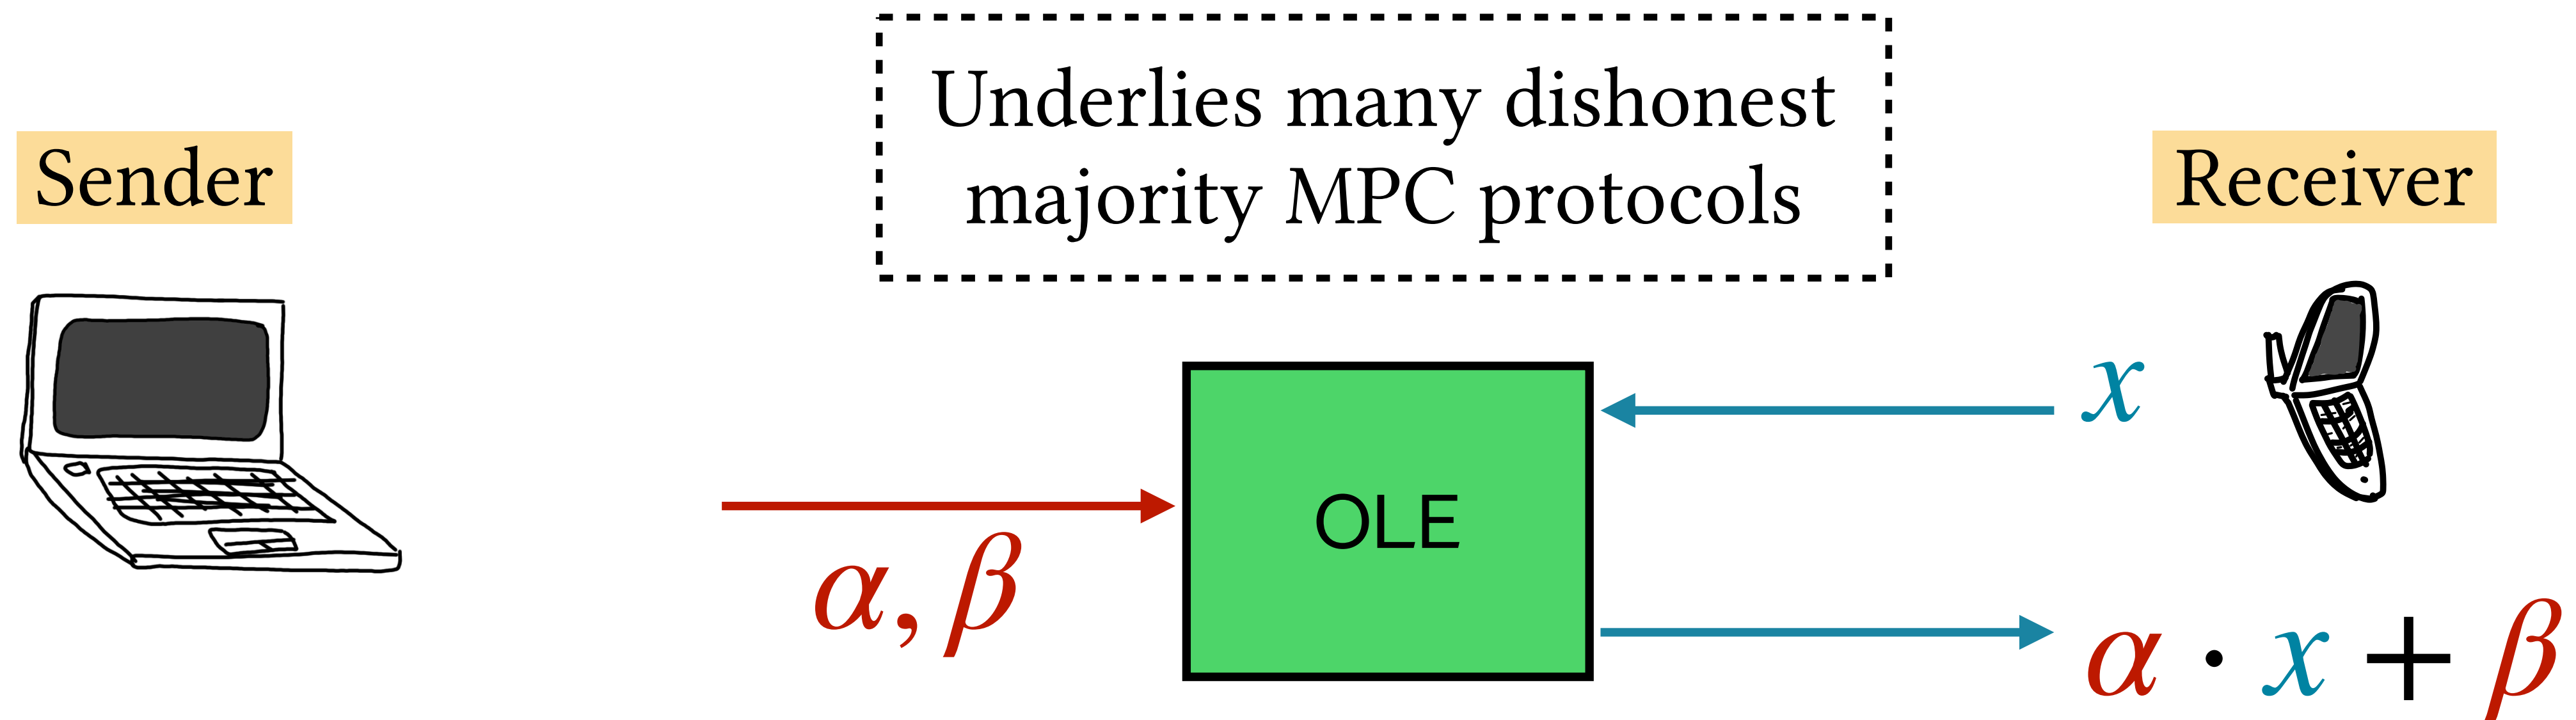 Underlies many dishonest
majority MPC protocols
Sender
Receiver
x
OLE
α, β
α · x + β